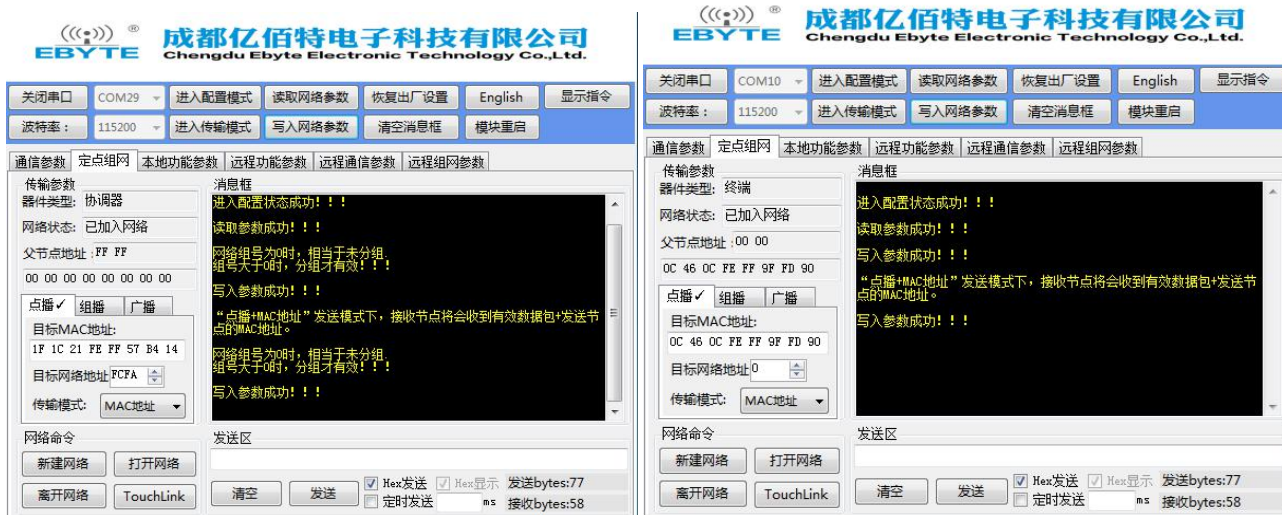 EBYTE ®
成都亿佰特电子科技有限公司
Chengdu Ebyte Electronic Technology Co.,Ltd.
关闭串口 COM29 进入配置模式 读取网络参数 恢复出厂设置 English 显示指令
波特率： 115200 进入传输模式 写入网络参数 清空消息框 模块重启
通信参数 定点组网 本地功能参数 远程功能参数 远程通信参数 远程组网参数
传输参数
器件类型: 协调器
网络状态: 已加入网络
父节点地址: FF FF
00 00 00 00 00 00 00 00
点播✓ 组播 广播
目标MAC地址:
1F 1C 21 FE FF 57 B4 14
目标网络地址 FCFA
传输模式: MAC地址
消息框
进入配置状态成功！！！
读取参数成功！！！
网络组号为0时，相当于未分组.
组号大于0时，分组才有效！！！
写入参数成功！！！
“点播+MAC地址”发送模式下，接收节点将会收到有效数据包+发送节
点的MAC地址。
网络组号为0时，相当于未分组.
组号大于0时，分组才有效！！！
写入参数成功！！！
网络命令
新建网络 打开网络
离开网络 TouchLink
发送区
清空 发送 Hex发送 Hex显示 发送bytes:77
定时发送 ms 接收bytes:58
EBYTE ®
成都亿佰特电子科技有限公司
Chengdu Ebyte Electronic Technology Co.,Ltd.
关闭串口 COM10 进入配置模式 读取网络参数 恢复出厂设置 English 显示指令
波特率： 115200 进入传输模式 写入网络参数 清空消息框 模块重启
通信参数 定点组网 本地功能参数 远程功能参数 远程通信参数 远程组网参数
传输参数
器件类型: 终端
网络状态: 已加入网络
父节点地址: 00 00
0C 46 0C FE FF 9F FD 90
点播✓ 组播 广播
目标MAC地址:
0C 46 0C FE FF 9F FD 90
目标网络地址 0
传输模式: MAC地址
消息框
进入配置状态成功！！！
读取参数成功！！！
写入参数成功！！！
“点播+MAC地址”发送模式下，接收节点将会收到有效数据包+发送节
点的MAC地址。
写入参数成功！！！
网络命令
新建网络 打开网络
离开网络 TouchLink
发送区
清空 发送 Hex发送 Hex显示 发送bytes:77
定时发送 ms 接收bytes:58